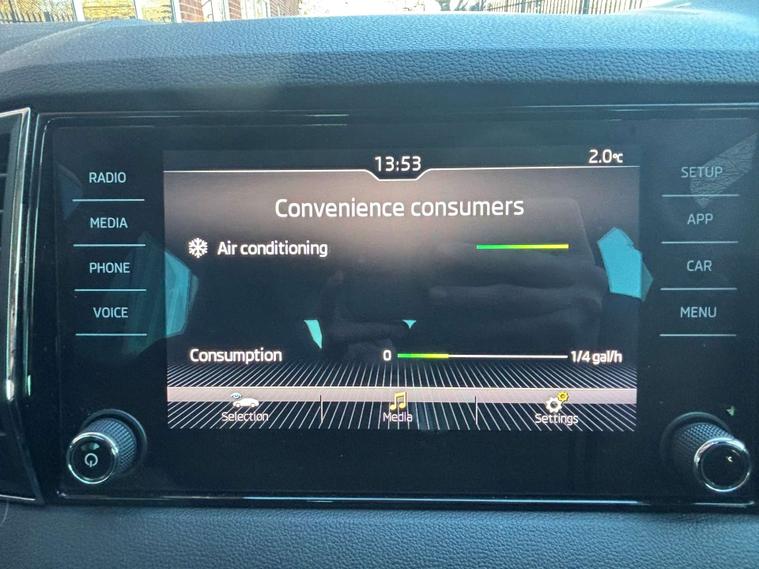 13:53
2.0°C
RADIO
MEDIA
PHONE
VOICE
SETUP
APP
CAR
MENU
Convenience consumers
Air conditioning
Consumption 0 1/4 gal/h
Selection Media Settings